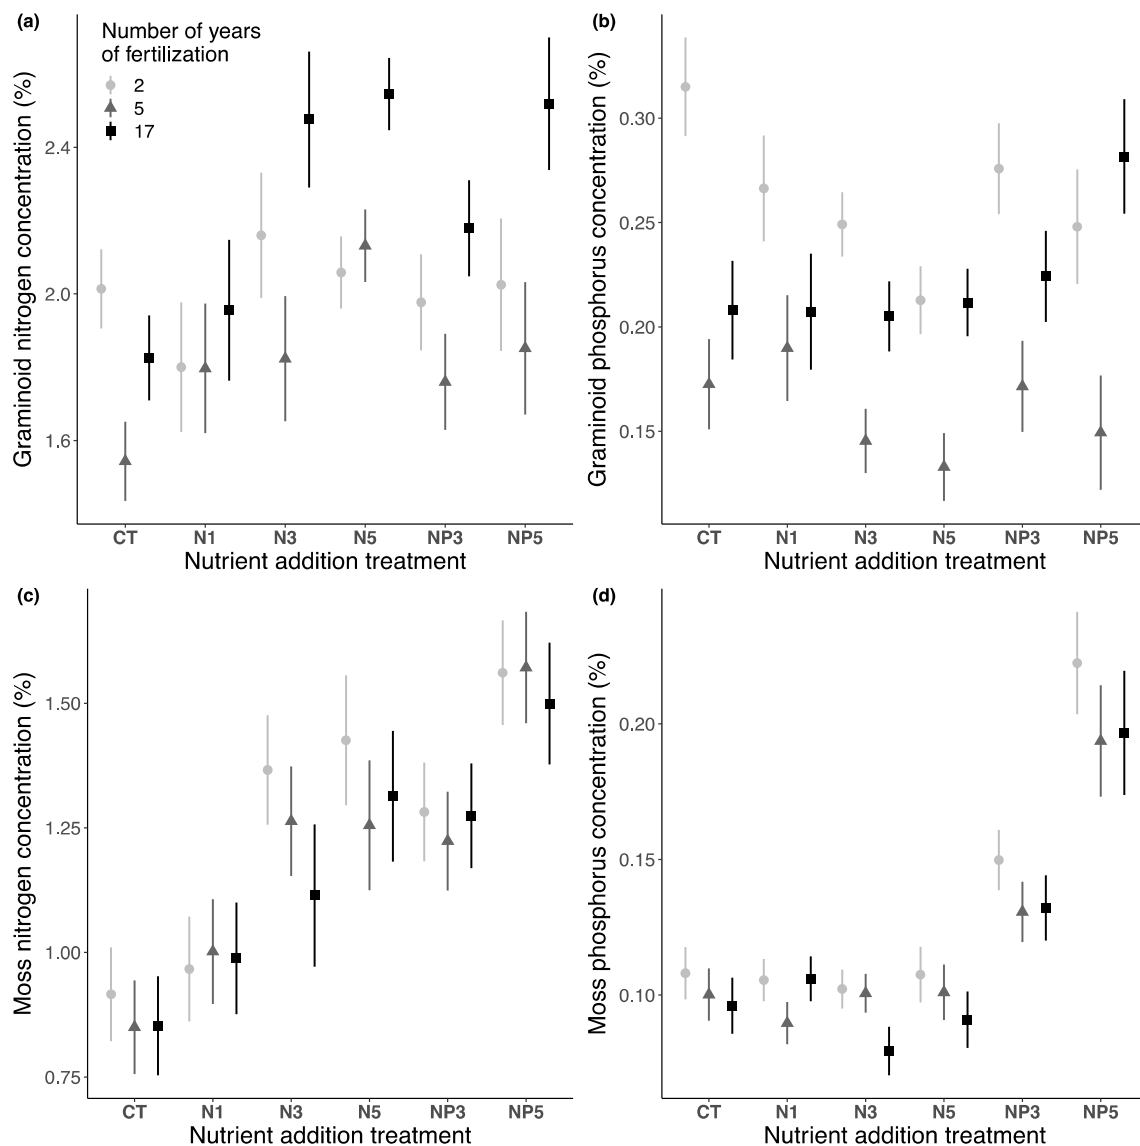 (a)
Number of years
of fertilization
2
5
17
Graminoid nitrogen concentration (%)
2.4
2.0
1.6
CT N1 N3 N5 NP3 NP5
Nutrient addition treatment
(b)
Graminoid phosphorus concentration (%)
0.30
0.25
0.20
0.15
CT N1 N3 N5 NP3 NP5
Nutrient addition treatment
(c)
Moss nitrogen concentration (%)
1.50
1.25
1.00
0.75
CT N1 N3 N5 NP3 NP5
Nutrient addition treatment
(d)
Moss phosphorus concentration (%)
0.20
0.15
0.10
CT N1 N3 N5 NP3 NP5
Nutrient addition treatment